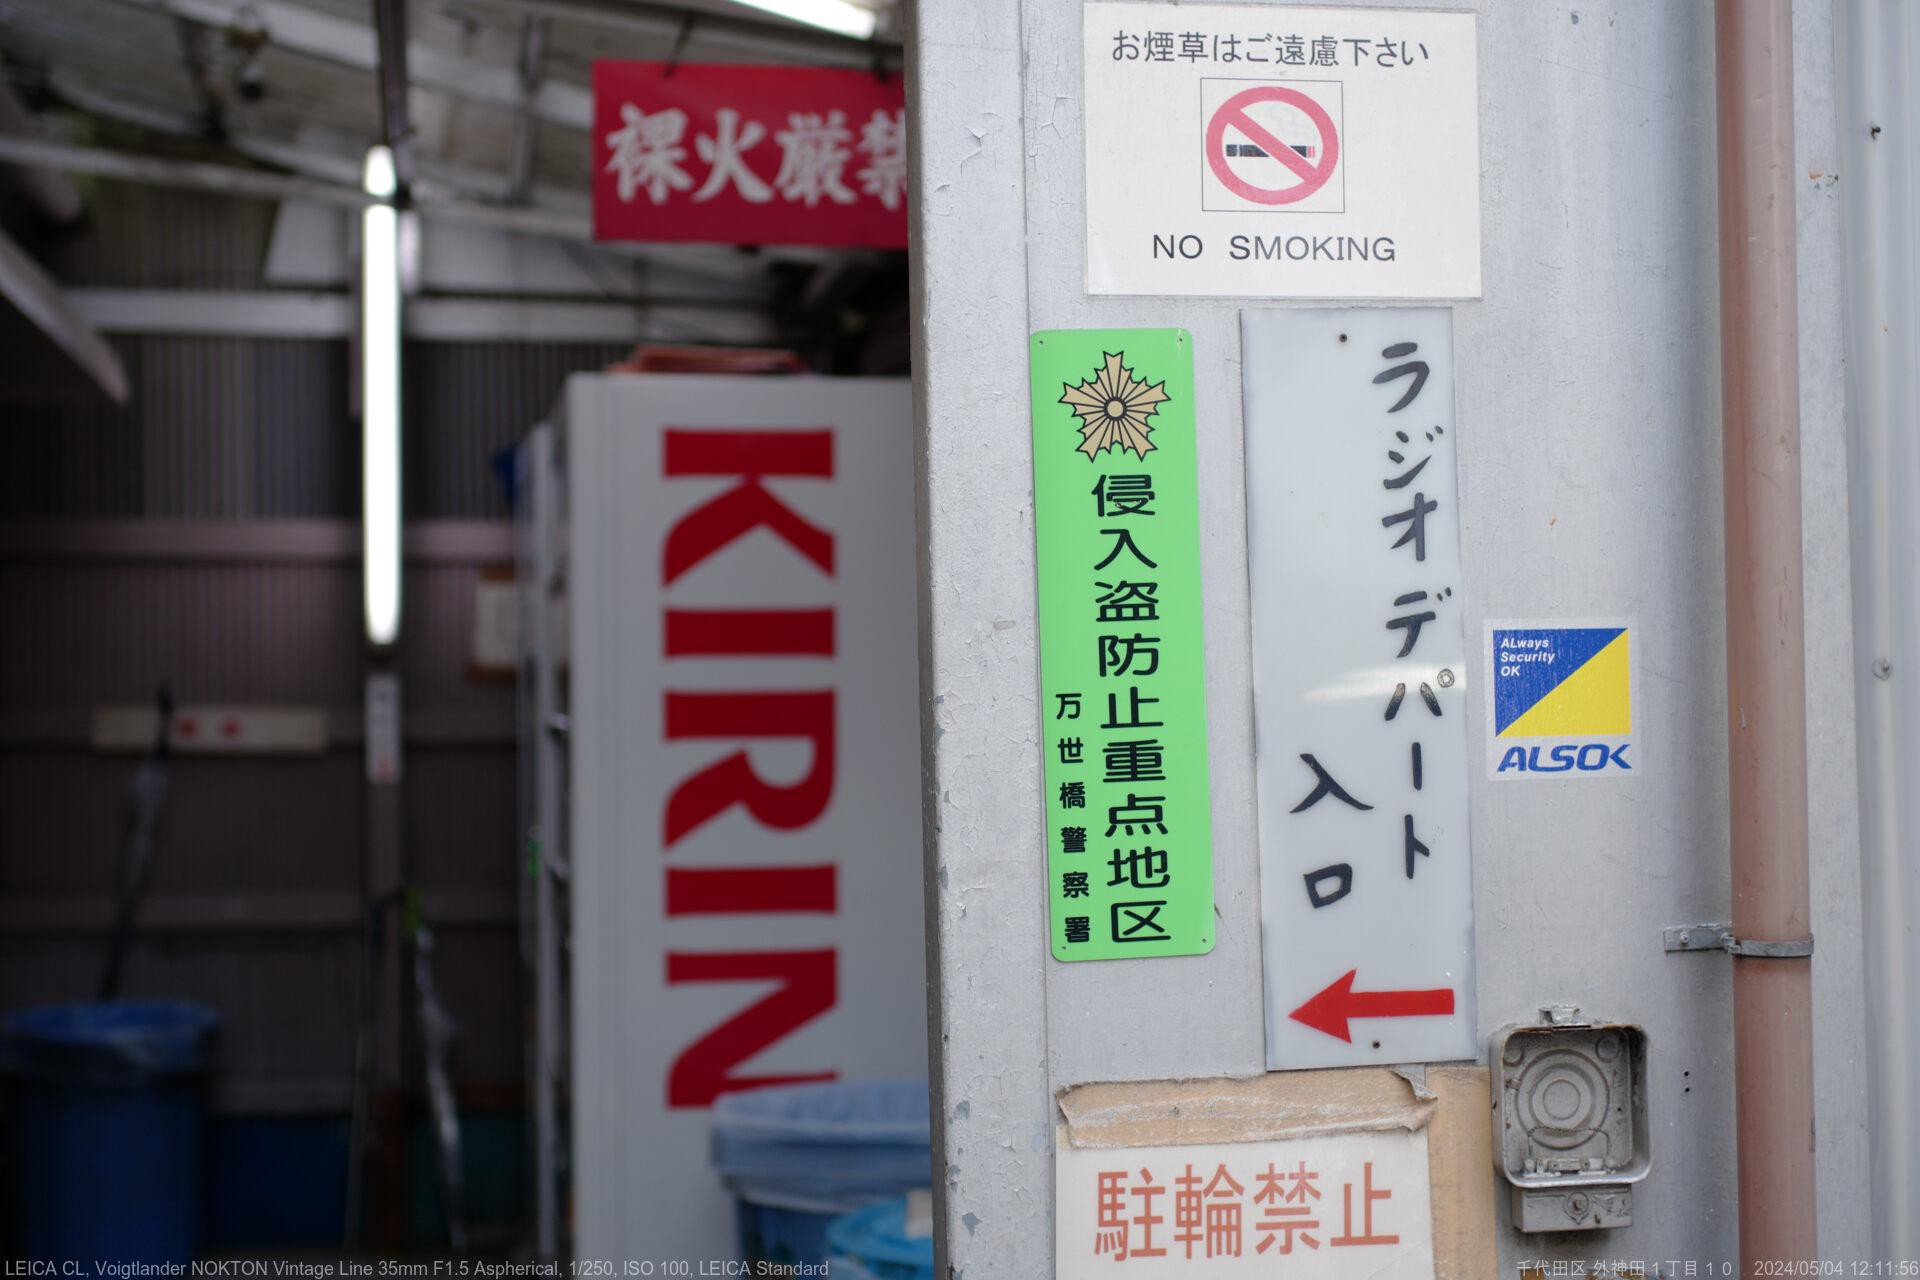 お煙草はご遠慮下さい
NO SMOKING
裸火厳禁
KIRIN
侵入盗防止重点地区
万世橋警察署
ラジオデパート
入口
ALways
Security
OK
ALSOK
駐輪禁止
LEICA CL, Voigtlander NOKTON Vintage Line 35mm F1.5 Aspherical, 1/250, ISO 100, LEICA Standard
千代田区 外神田１丁目１０ 2024/05/04 12:11:56